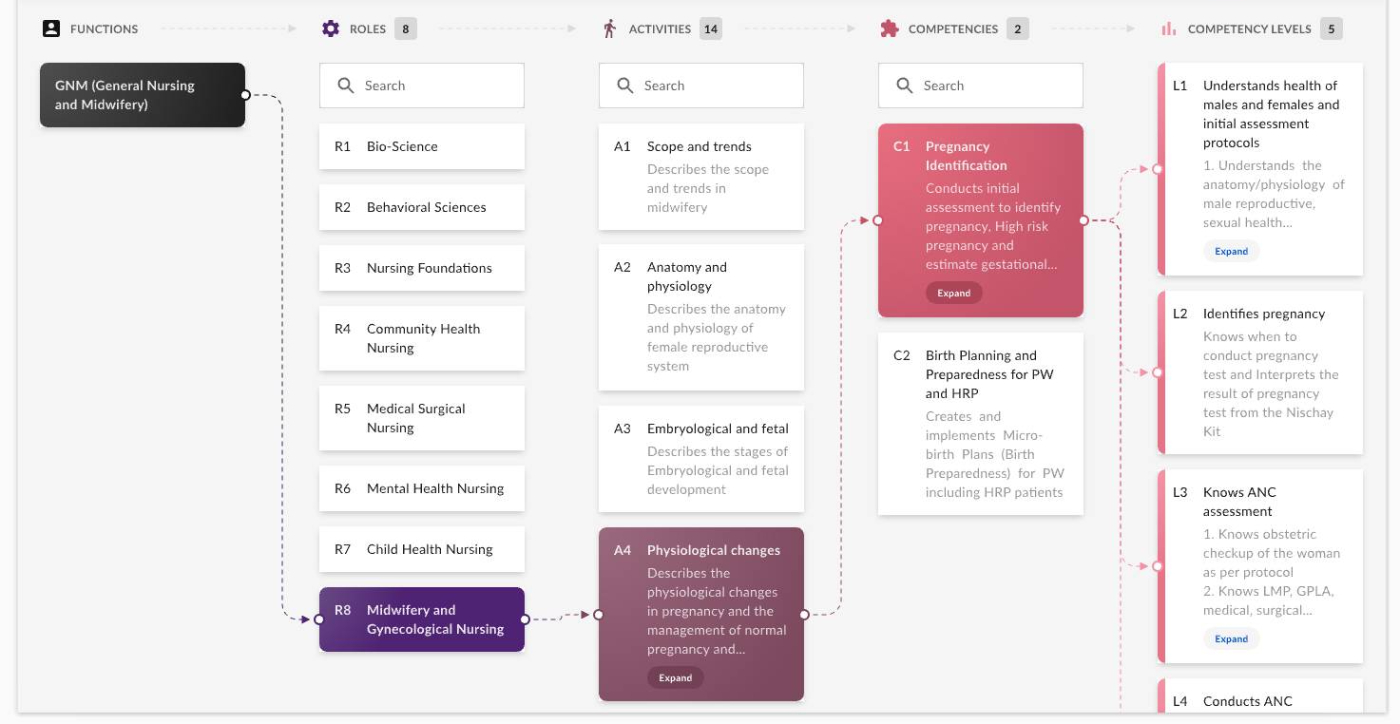 FUNCTIONS
ROLES 8
ACTIVITIES 14
COMPETENCIES 2
COMPETENCY LEVELS 5
GNM (General Nursing
and Midwifery)
Search
R1 Bio-Science
R2 Behavioral Sciences
R3 Nursing Foundations
R4 Community Health
Nursing
R5 Medical Surgical
Nursing
R6 Mental Health Nursing
R7 Child Health Nursing
R8 Midwifery and
Gynecological Nursing
Search
A1 Scope and trends
Describes the scope
and trends in
midwifery
A2 Anatomy and
physiology
Describes the anatomy
and physiology of
female reproductive
system
A3 Embryological and fetal
Describes the stages of
Embryological and fetal
development
A4 Physiological changes
Describes the
physiological changes
in pregnancy and the
management of normal
pregnancy and...
Expand
Search
C1 Pregnancy
Identification
Conducts initial
assessment to identify
pregnancy, High risk
pregnancy and
estimate gestational...
Expand
C2 Birth Planning and
Preparedness for PW
and HRP
Creates and
implements Micro-
birth Plans (Birth
Preparedness) for PW
including HRP patients
L1 Understands health of
males and females and
initial assessment
protocols
1. Understands the
anatomy/physiology of
male reproductive,
sexual health...
Expand
L2 Identifies pregnancy
Knows when to
conduct pregnancy
test and Interprets the
result of pregnancy
test from the Nischay
Kit
L3 Knows ANC
assessment
1. Knows obstetric
checkup of the woman
as per protocol
2. Knows LMP, GPLA,
medical, surgical...
Expand
L4 Conducts ANC